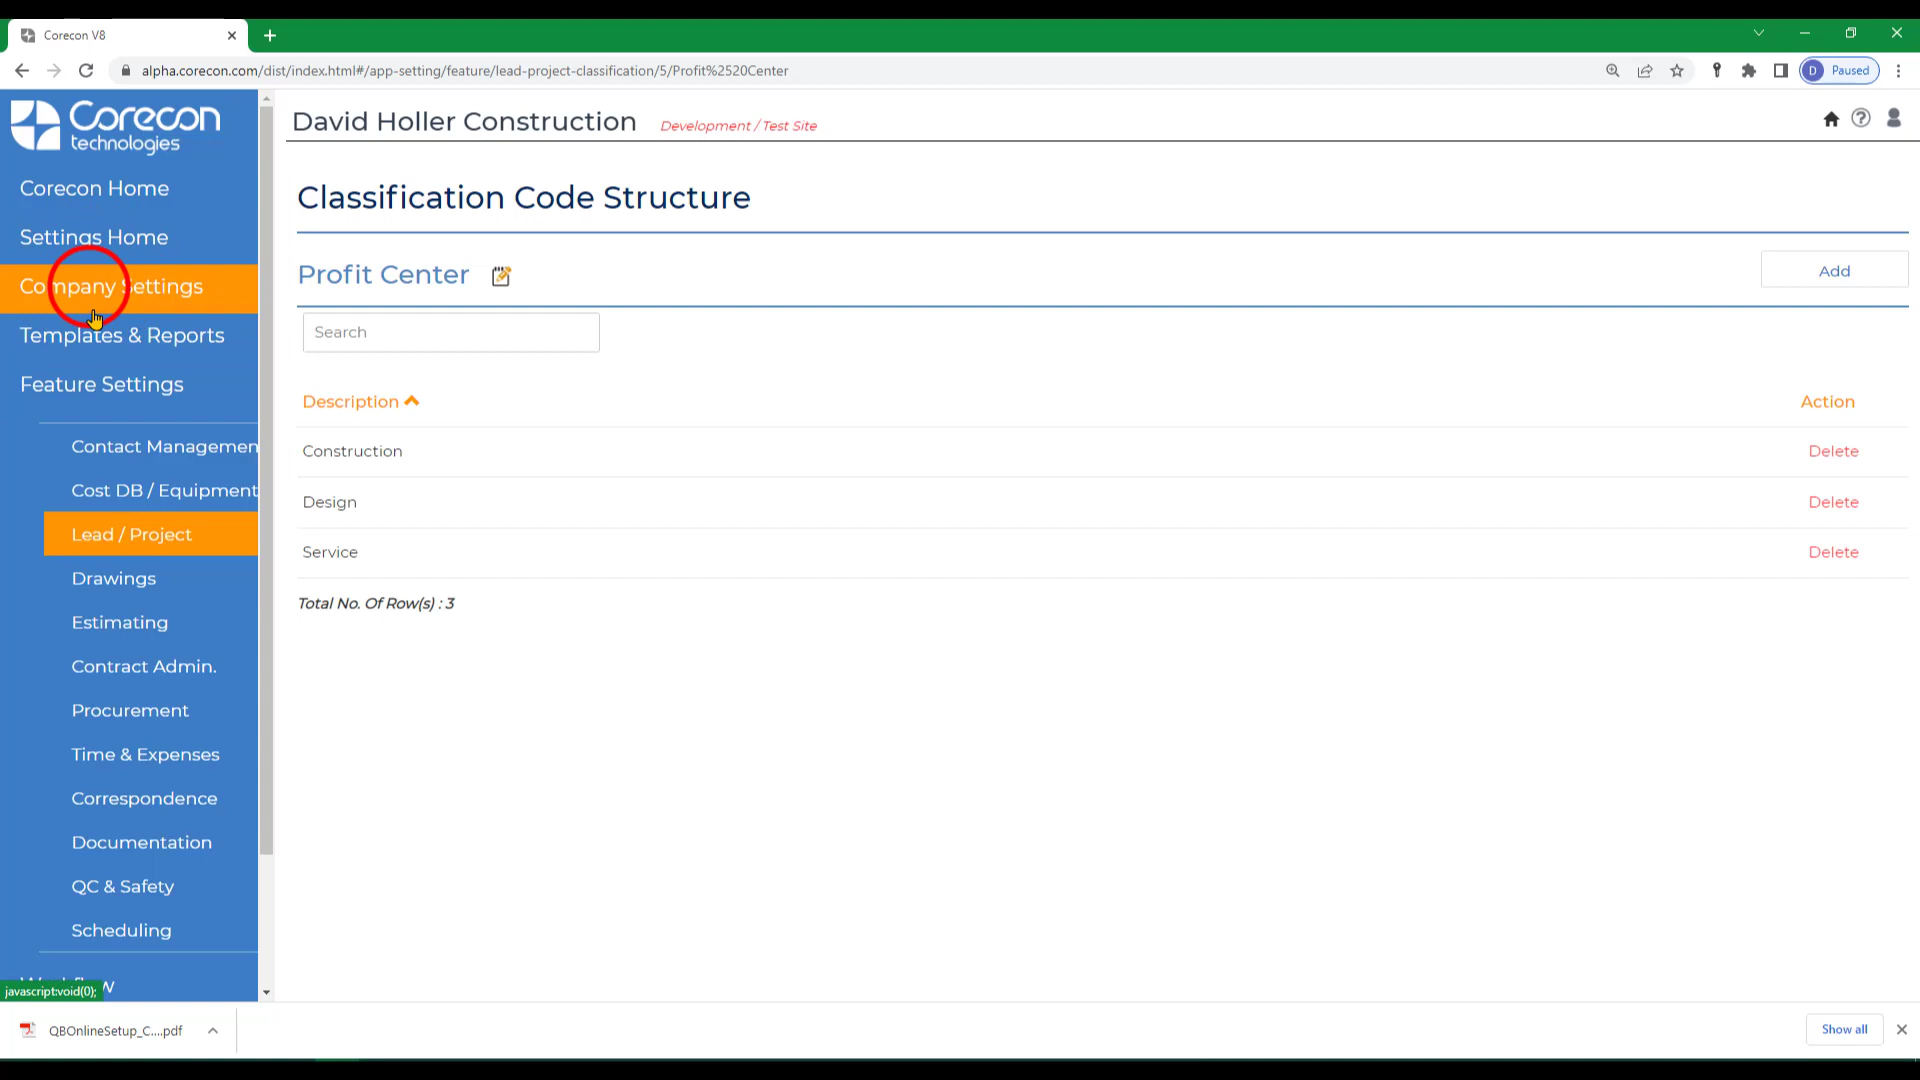 Corecon V8
alpha.corecon.com/dist/index.html#/app-setting/feature/lead-project-classification/5/Profit%2520Center
D Paused
Corecon
technologies
David Holler Construction Development / Test Site
Corecon Home
Settings Home
Company Settings
Templates & Reports
Feature Settings
Contact Managemen
Cost DB / Equipment
Lead / Project
Drawings
Estimating
Contract Admin.
Procurement
Time & Expenses
Correspondence
Documentation
QC & Safety
Scheduling
javascript:void(0);
Classification Code Structure
Profit Center
Add
Search
Description Action
Construction Delete
Design Delete
Service Delete
Total No. Of Row(s) : 3
QBOnlineSetup_C....pdf
Show all